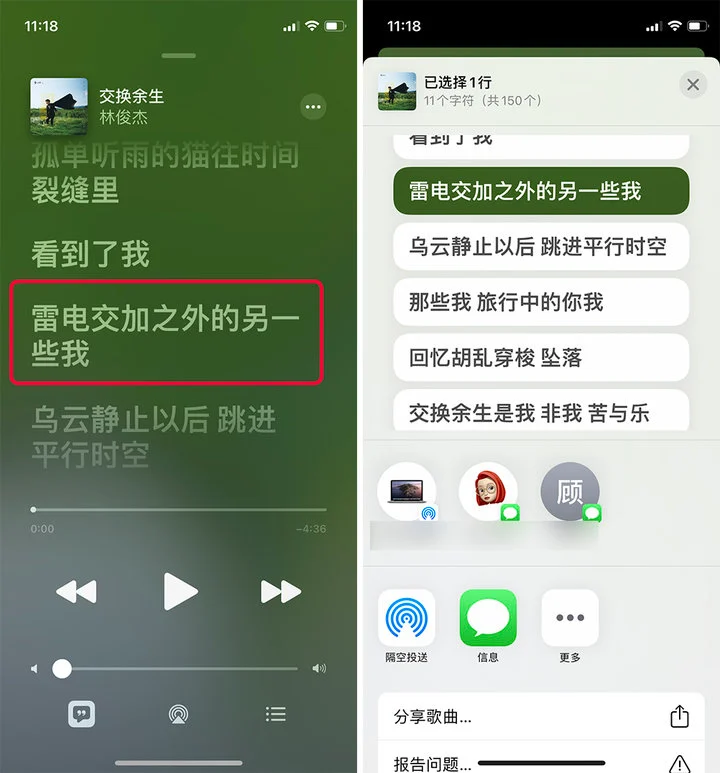 11:18
交换余生
林俊杰
孤单听雨的猫往时间
裂缝里
看到了我
雷电交加之外的另一
些我
乌云静止以后 跳进
平行时空
0:00
-4:36
11:18
已选择1行
11个字符（共150个）
看到了我
雷电交加之外的另一些我
乌云静止以后 跳进平行时空
那些我 旅行中的你我
回忆胡乱穿梭 坠落
交换余生是我 非我 苦与乐
顾
隔空投送
信息
更多
分享歌曲...
报告问题...